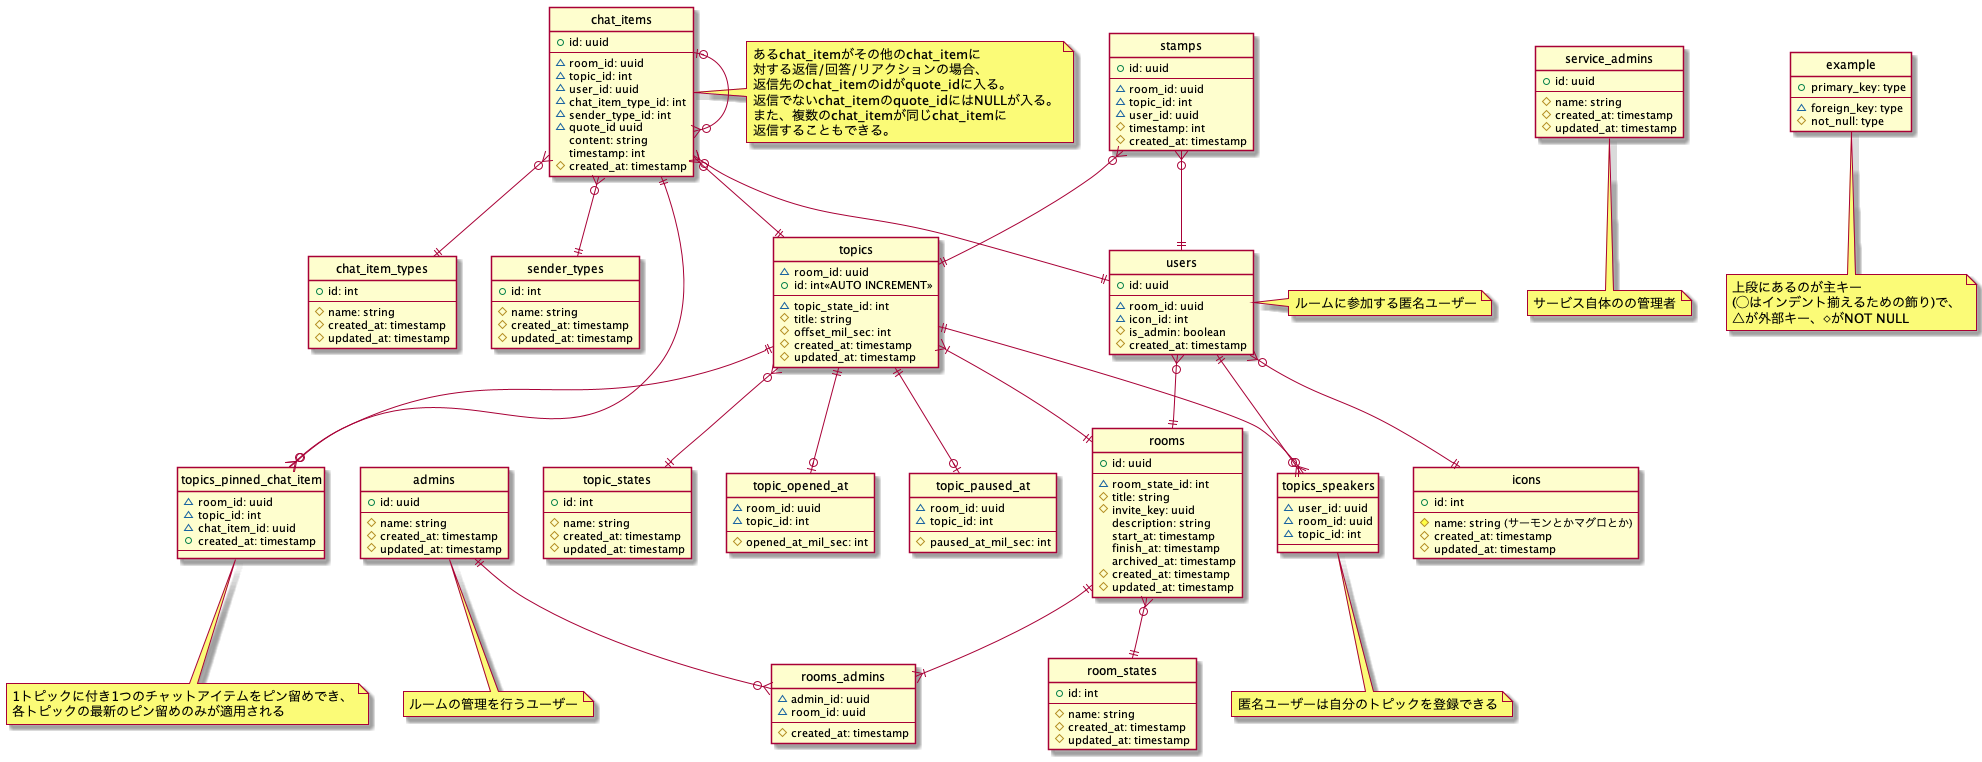 chat_items
id: uuid
room_id: uuid
topic_id: int
user_id: uuid
chat_item_type_id: int
sender_type_id: int
quote_id uuid
content: string
timestamp: int
created_at: timestamp
あるchat_itemがその他のchat_itemに
対する返信/回答/リアクションの場合、
返信先のchat_itemのidがquote_idに入る。
返信でないchat_itemのquote_idにはNULLが入る。
また、複数のchat_itemが同じchat_itemに
返信することもできる。
stamps
id: uuid
room_id: uuid
topic_id: int
user_id: uuid
timestamp: int
created_at: timestamp
service_admins
id: uuid
name: string
created_at: timestamp
updated_at: timestamp
example
primary_key: type
foreign_key: type
not_null: type
chat_item_types
id: int
name: string
created_at: timestamp
updated_at: timestamp
sender_types
id: int
name: string
created_at: timestamp
updated_at: timestamp
topics
room_id: uuid
id: int«AUTO INCREMENT»
topic_state_id: int
title: string
offset_mil_sec: int
created_at: timestamp
updated_at: timestamp
users
id: uuid
room_id: uuid
icon_id: int
is_admin: boolean
created_at: timestamp
ルームに参加する匿名ユーザー
サービス自体のの管理者
上段にあるのが主キー
(◯はインデント揃えるための飾り)で、
△が外部キー、◇がNOT NULL
topics_pinned_chat_item
room_id: uuid
topic_id: int
chat_item_id: uuid
created_at: timestamp
admins
id: uuid
name: string
created_at: timestamp
updated_at: timestamp
topic_states
id: int
name: string
created_at: timestamp
updated_at: timestamp
topic_opened_at
room_id: uuid
topic_id: int
opened_at_mil_sec: int
topic_paused_at
room_id: uuid
topic_id: int
paused_at_mil_sec: int
rooms
id: uuid
room_state_id: int
title: string
invite_key: uuid
description: string
start_at: timestamp
finish_at: timestamp
archived_at: timestamp
created_at: timestamp
updated_at: timestamp
topics_speakers
user_id: uuid
room_id: uuid
topic_id: int
icons
id: int
name: string (サーモンとかマグロとか)
created_at: timestamp
updated_at: timestamp
1トピックに付き1つのチャットアイテムをピン留めでき、
各トピックの最新のピン留めのみが適用される
ルームの管理を行うユーザー
rooms_admins
admin_id: uuid
room_id: uuid
created_at: timestamp
room_states
id: int
name: string
created_at: timestamp
updated_at: timestamp
匿名ユーザーは自分のトピックを登録できる